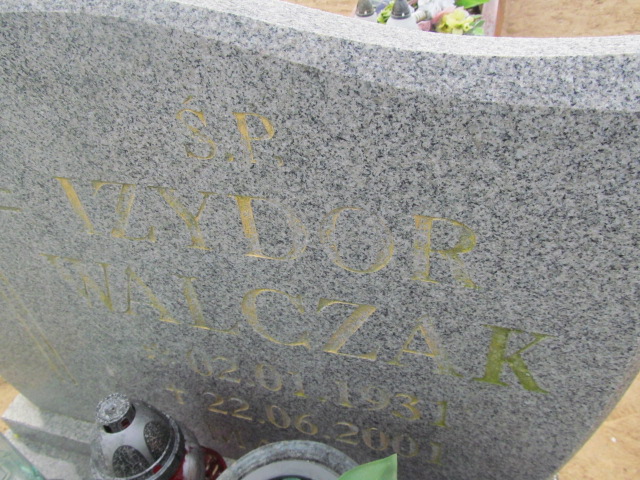 Ś.P.
IZYDOR
WALCZAK
* 02.01.1931
+ 22.06.2001